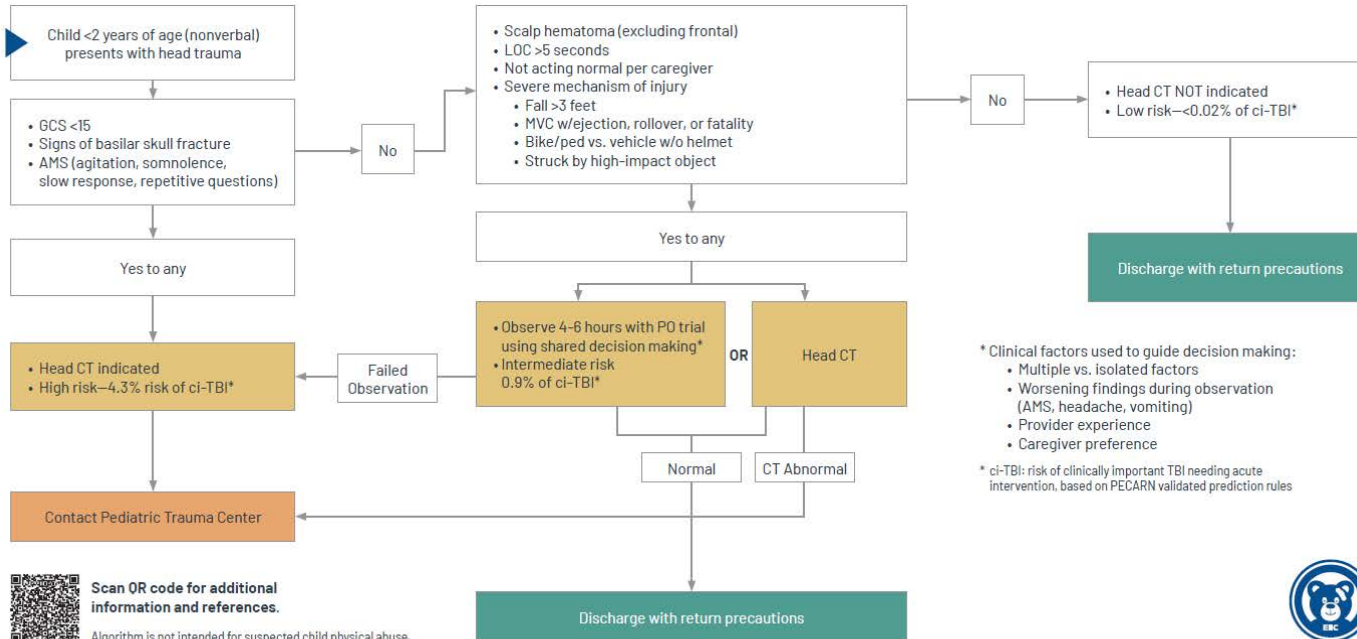 Child <2 years of age (nonverbal)
presents with head trauma
• GCS <15
• Signs of basilar skull fracture
• AMS (agitation, somnolence,
slow response, repetitive questions)
No
• Scalp hematoma (excluding frontal)
• LOC >5 seconds
• Not acting normal per caregiver
• Severe mechanism of injury
• Fall >3 feet
• MVC w/ejection, rollover, or fatality
• Bike/ped vs. vehicle w/o helmet
• Struck by high-impact object
No
• Head CT NOT indicated
• Low risk—<0.02% of ci-TBI*
Discharge with return precautions
Yes to any
Yes to any
• Head CT indicated
• High risk—4.3% risk of ci-TBI*
Failed
Observation
• Observe 4-6 hours with PO trial
using shared decision making*
• Intermediate risk
0.9% of ci-TBI*
OR
Head CT
Normal
CT Abnormal
Contact Pediatric Trauma Center
Discharge with return precautions
* Clinical factors used to guide decision making:
• Multiple vs. isolated factors
• Worsening findings during observation
(AMS, headache, vomiting)
• Provider experience
• Caregiver preference
* ci-TBI: risk of clinically important TBI needing acute
intervention, based on PECARN validated prediction rules
Scan QR code for additional
information and references.
Algorithm is not intended for suspected child physical abuse.
EIIC